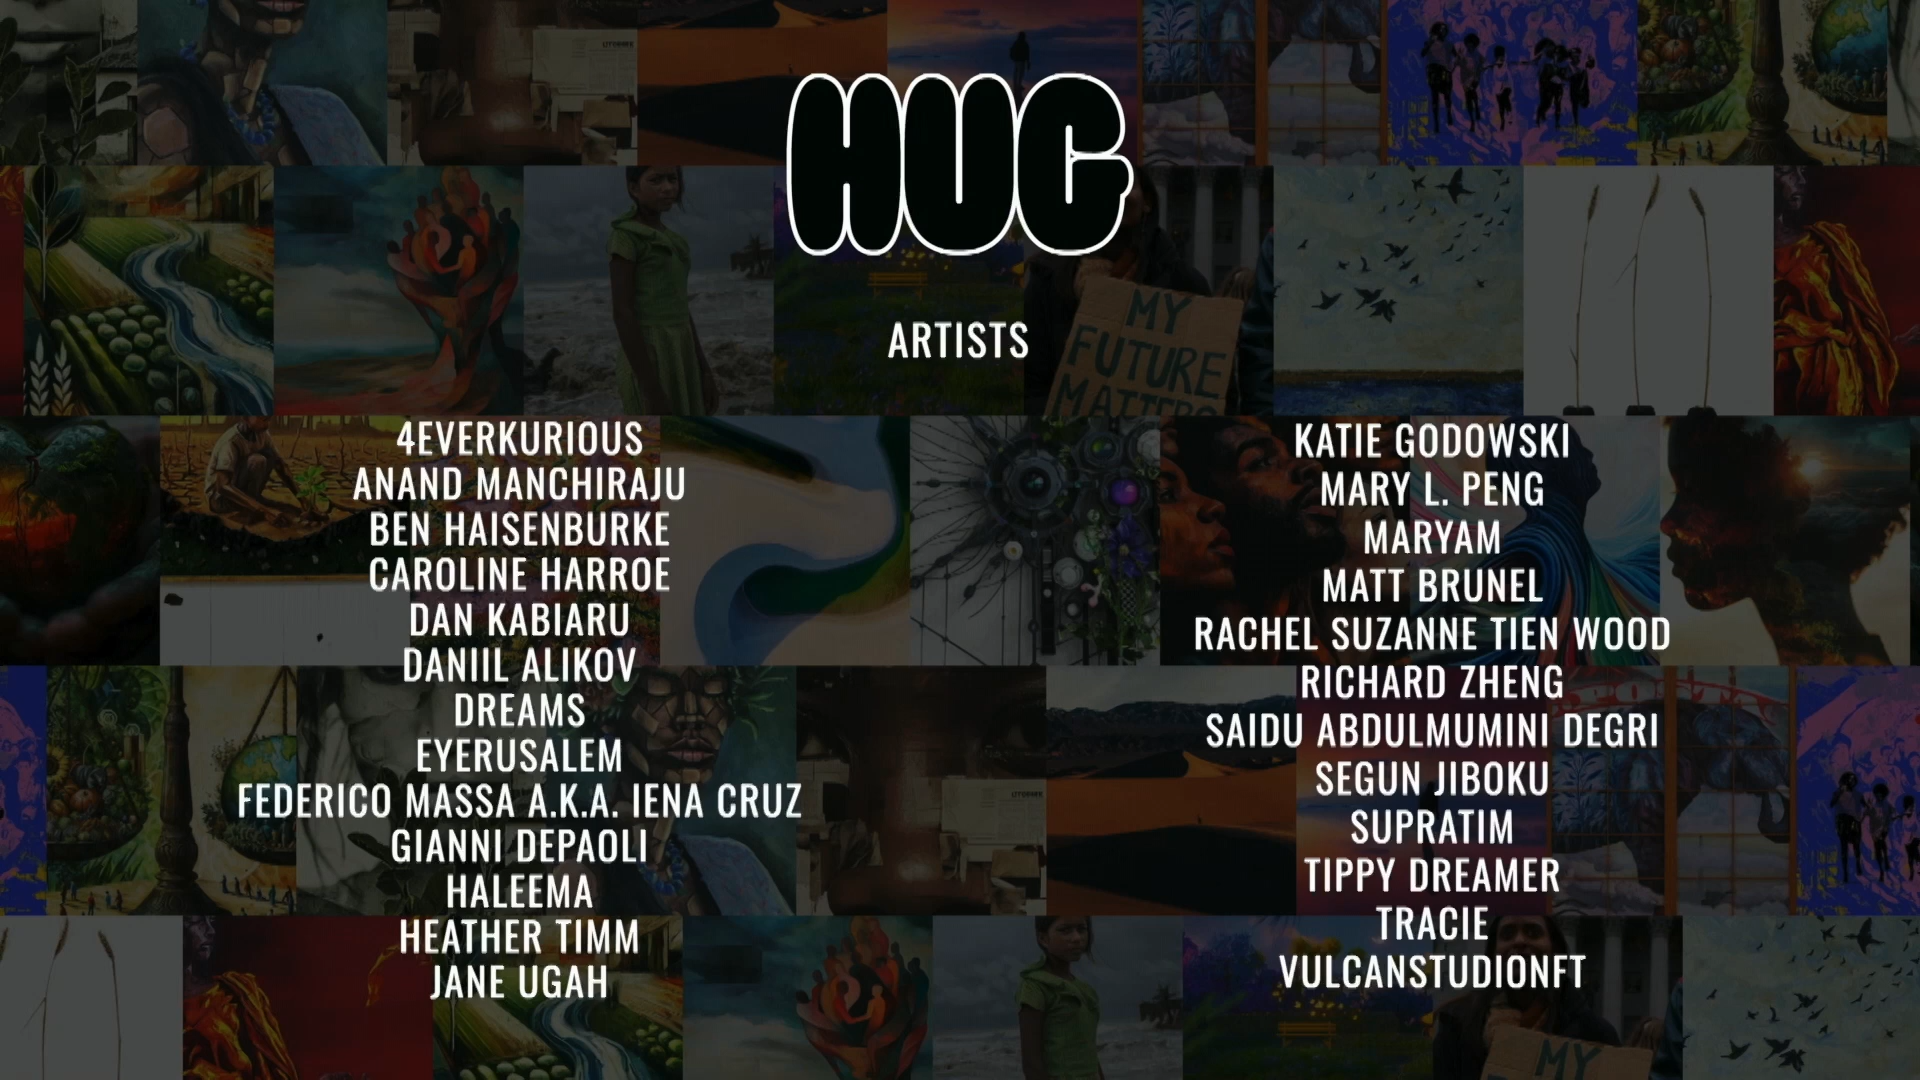 HUG
ARTISTS
4EVERKURIOUS
ANAND MANCHIRAJU
BEN HAISENBURKE
CAROLINE HARROE
DAN KABIARU
DANIIL ALIKOV
DREAMS
EYERUSALEM
FEDERICO MASSA A.K.A. IENA CRUZ
GIANNI DEPAOLI
HALEEMA
HEATHER TIMM
JANE UGAH
KATIE GODOWSKI
MARY L. PENG
MARYAM
MATT BRUNEL
RACHEL SUZANNE TIEN WOOD
RICHARD ZHENG
SAIDU ABDULMUMINI DEGRI
SEGUN JIBOKU
SUPRATIM
TIPPY DREAMER
TRACIE
VULCANSTUDIONFT
MY
FUTURE
MATTERS
MY